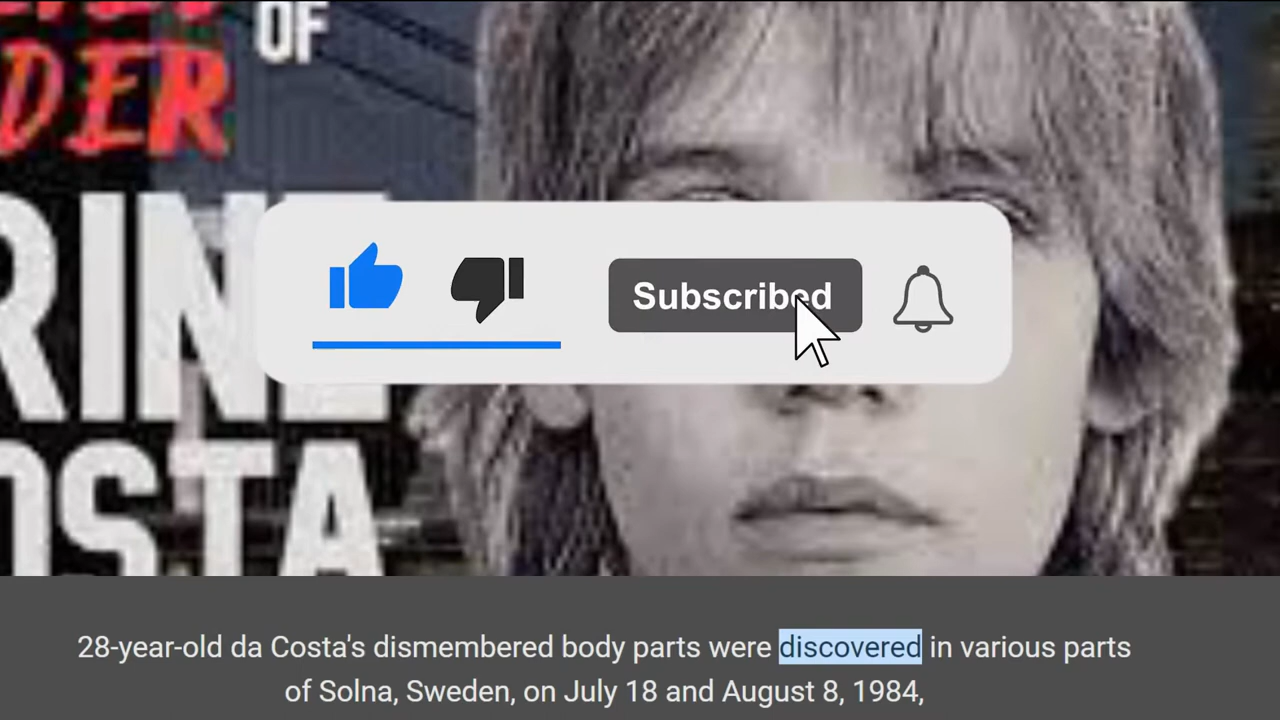 OF
DER
RINE
OSTA
Subscribed
28-year-old da Costa's dismembered body parts were discovered in various parts
of Solna, Sweden, on July 18 and August 8, 1984,